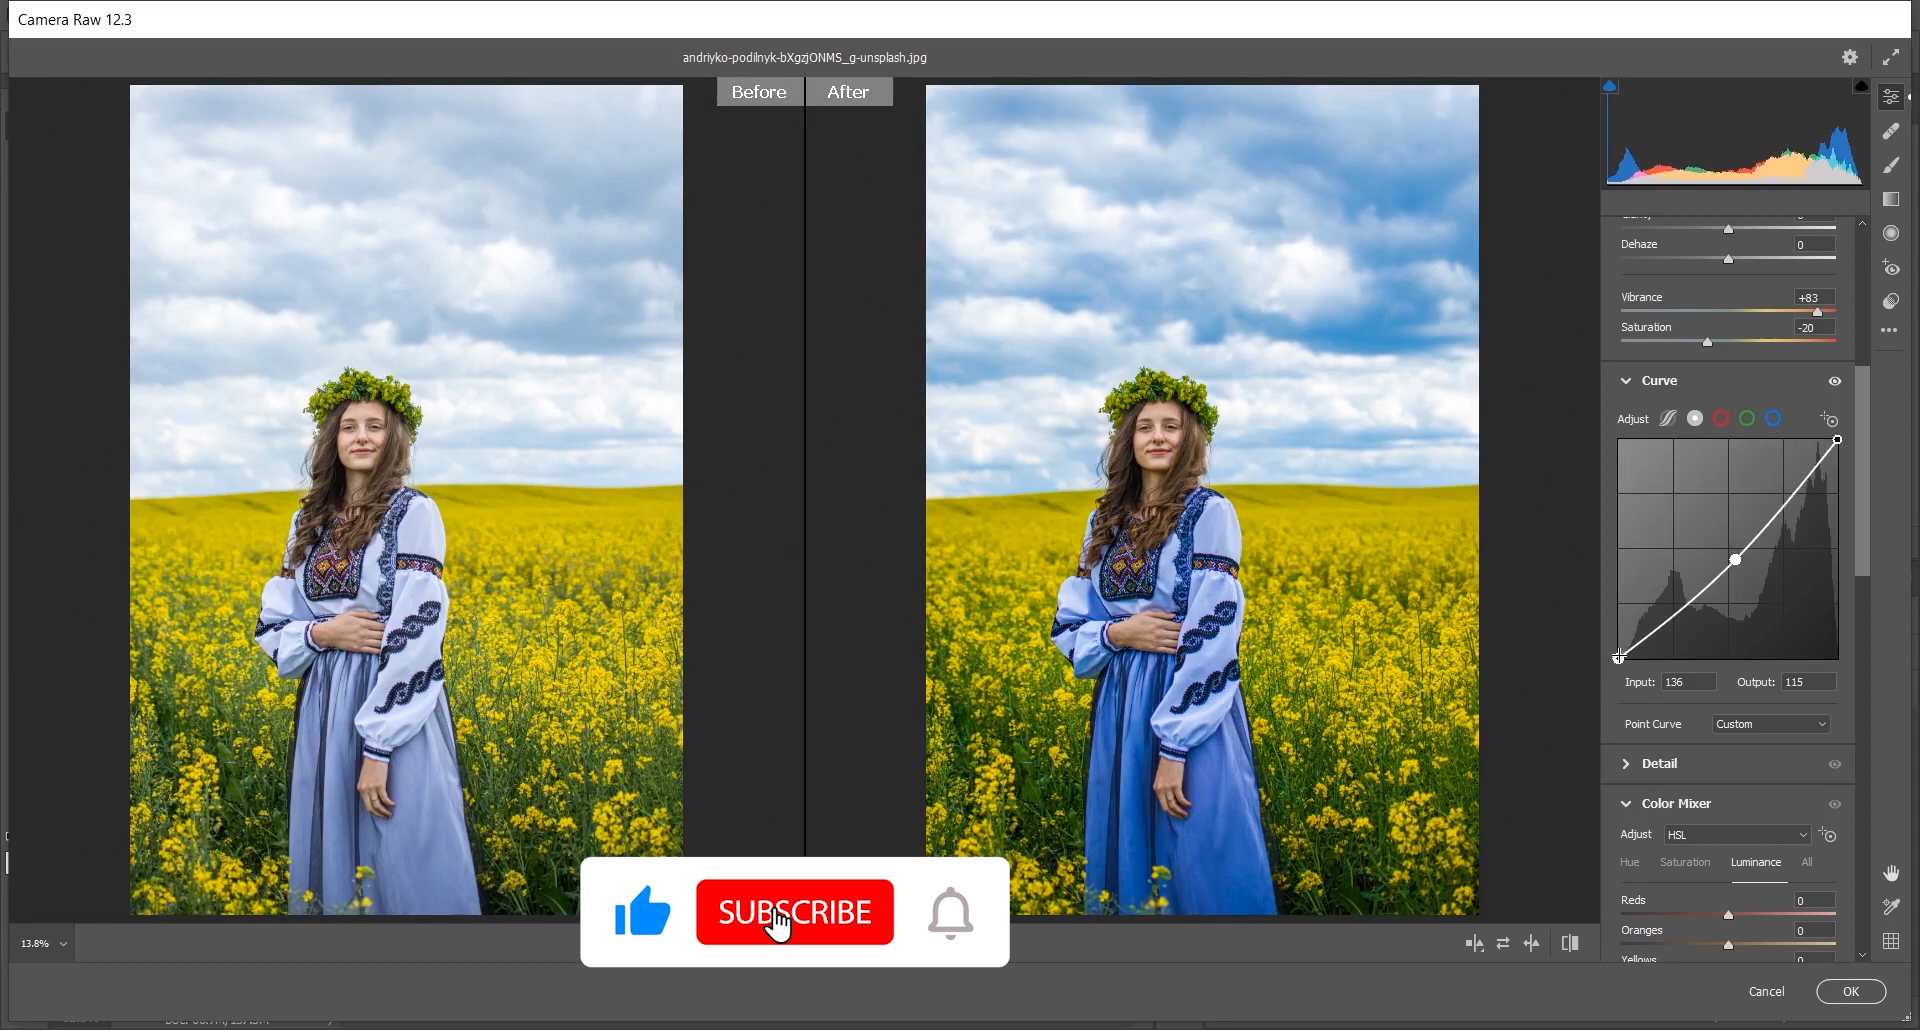 Camera Raw 12.3
andriyko-podilnyk-bXgzjONMS_g-unsplash.jpg
Before
After
Dehaze
0
Vibrance
+83
Saturation
-20
Curve
Adjust
Input: 136
Output: 115
Point Curve
Custom
Detail
Color Mixer
Adjust
HSL
Hue
Saturation
Luminance
All
Reds
0
Oranges
0
Yellows
0
SUBSCRIBE
13.8%
Cancel
OK